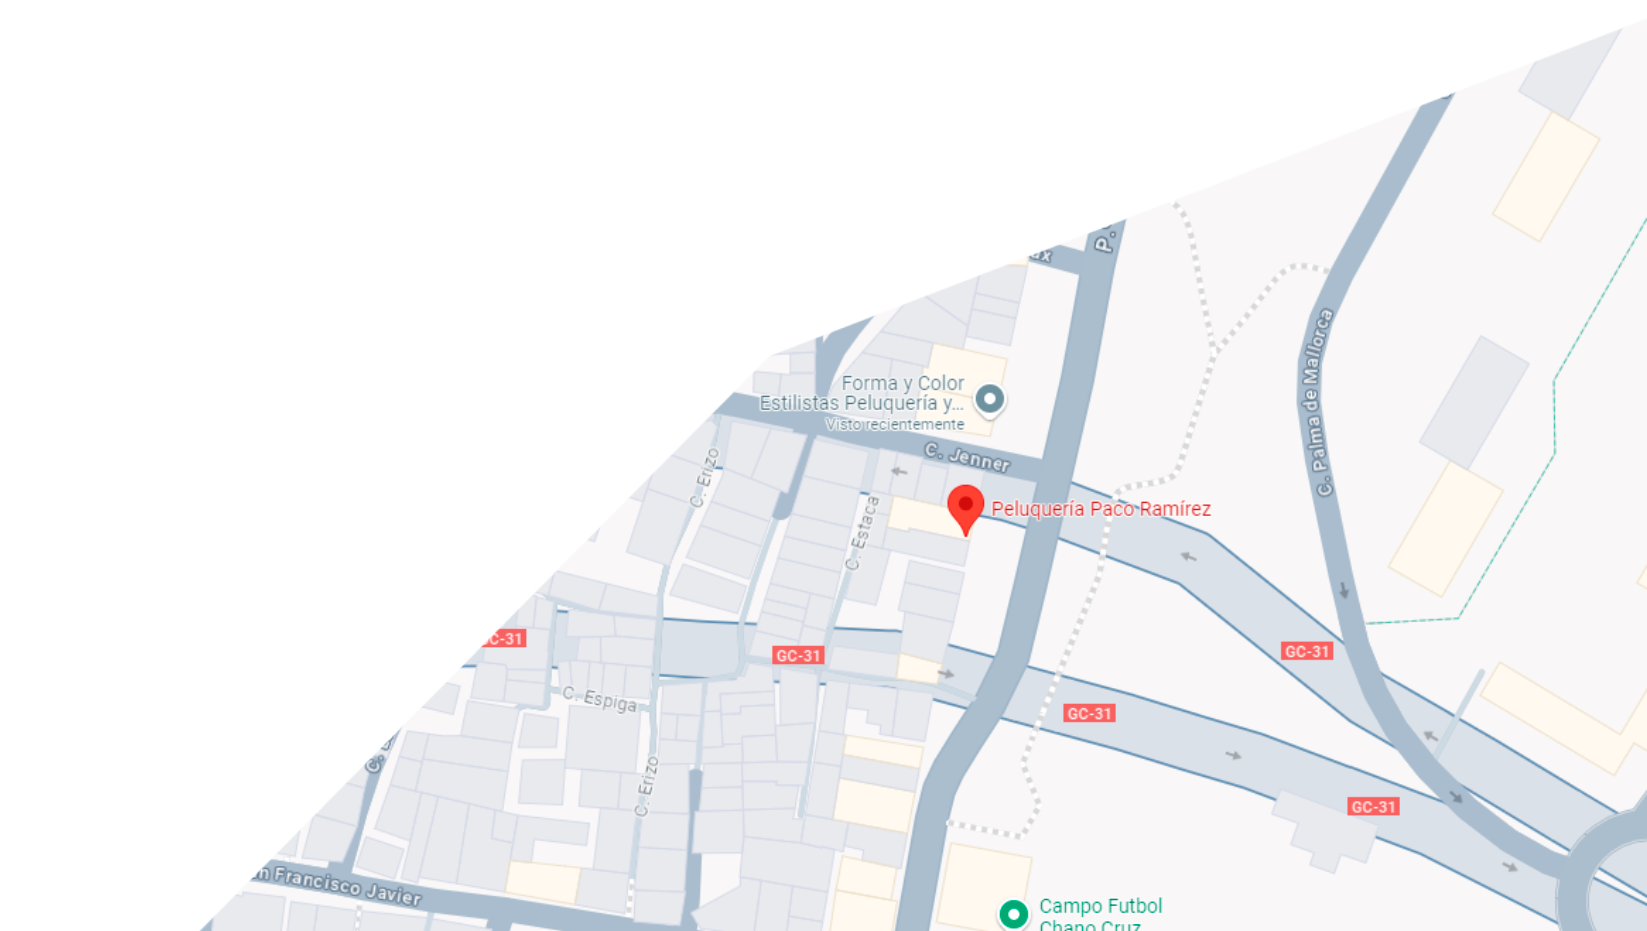 P.
C. Palma de Mallorca
Forma y Color
Estilistas Peluquería y...
Visto recientemente
C. Jenner
C. Erizo
Peluquería Paco Ramírez
C. Estaca
GC-31
GC-31
GC-31
C. Espiga
GC-31
C.
C. Erizo
GC-31
Francisco Javier
Campo Futbol
Chano Cruz